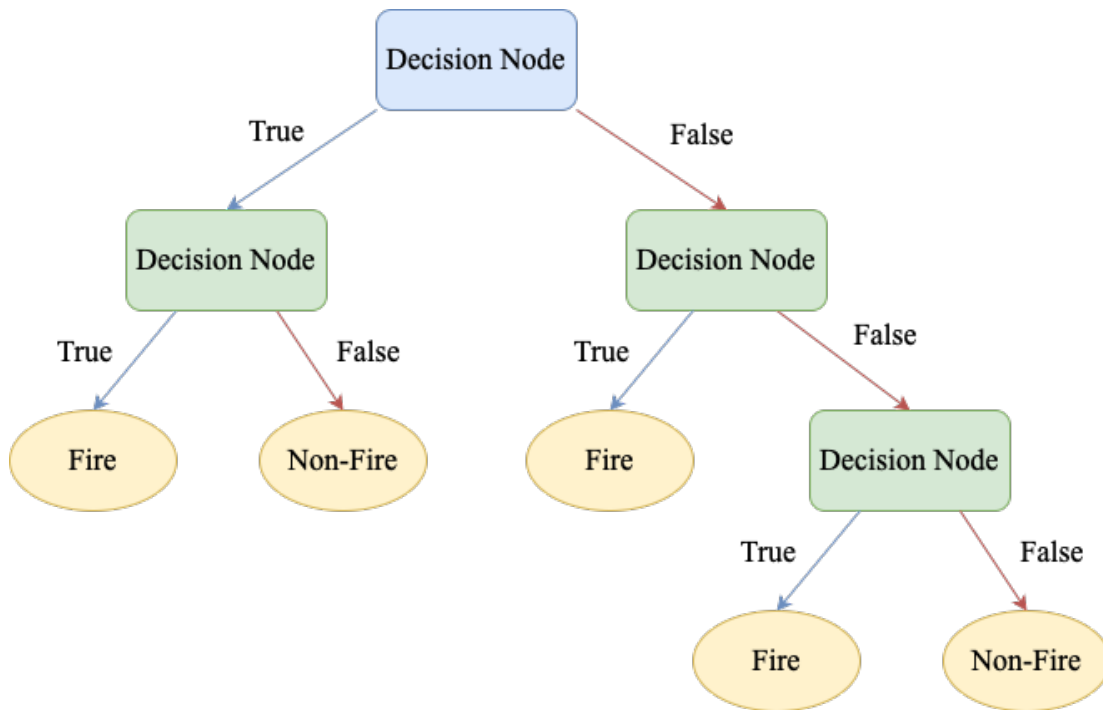 Decision Node
True
False
Decision Node
Decision Node
True
False
True
False
Fire
Non-Fire
Fire
Decision Node
True
False
Fire
Non-Fire